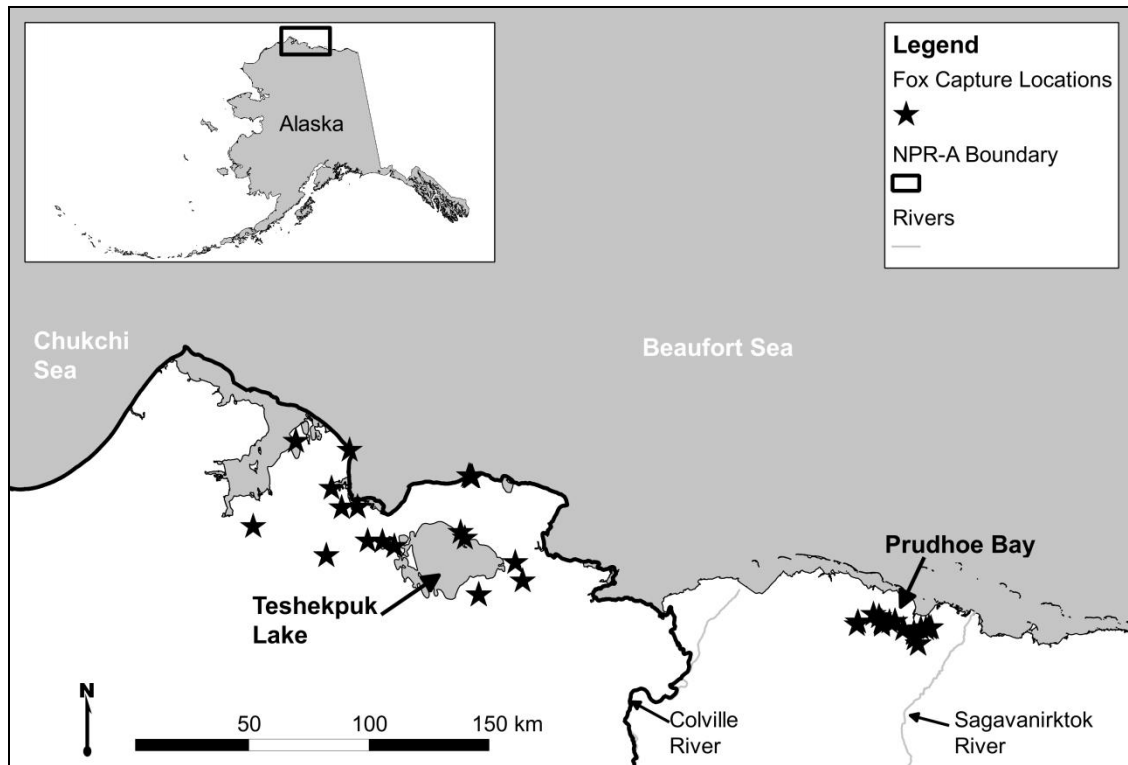 Alaska
Legend
Fox Capture Locations
NPR-A Boundary
Rivers
Chukchi
Sea
Beaufort Sea
Prudhoe Bay
Teshekpuk
Lake
N
50
100
150 km
Colville
River
Sagavanirktok
River